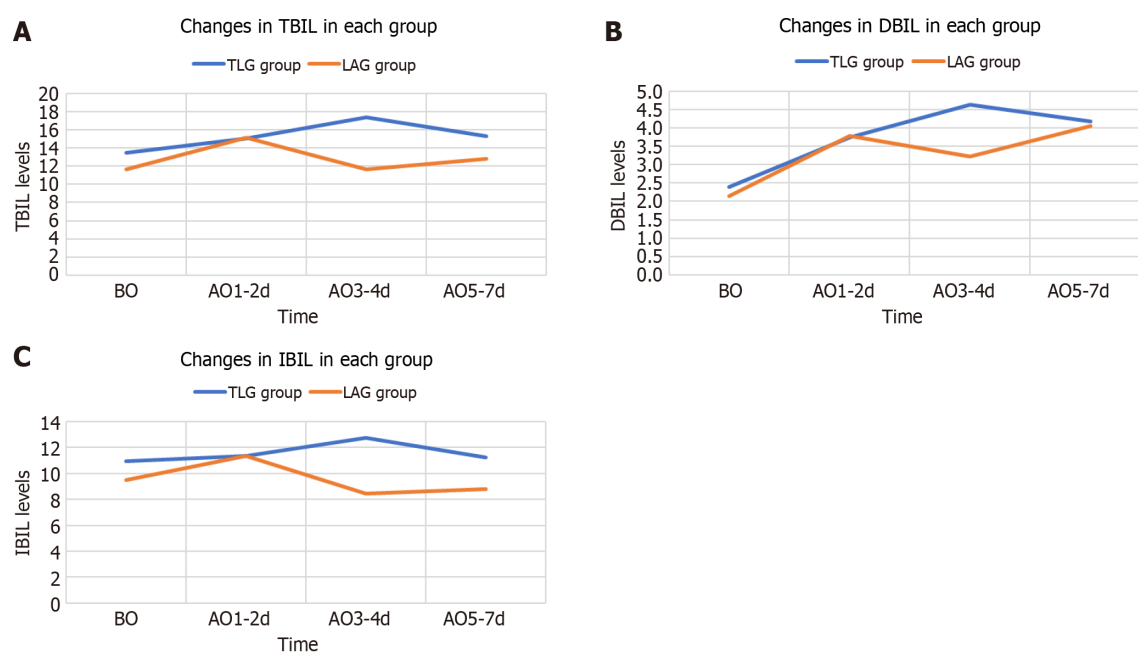 A
Changes in TBIL in each group
TLG group LAG group
20
18
16
14
12
10
8
6
4
2
0
TBIL levels
BO AO1-2d AO3-4d AO5-7d
Time
B
Changes in DBIL in each group
TLG group LAG group
5.0
4.5
4.0
3.5
3.0
2.5
2.0
1.5
1.0
0.5
0.0
DBIL levels
BO AO1-2d AO3-4d AO5-7d
Time
C
Changes in IBIL in each group
TLG group LAG group
14
12
10
8
6
4
2
0
IBIL levels
BO AO1-2d AO3-4d AO5-7d
Time